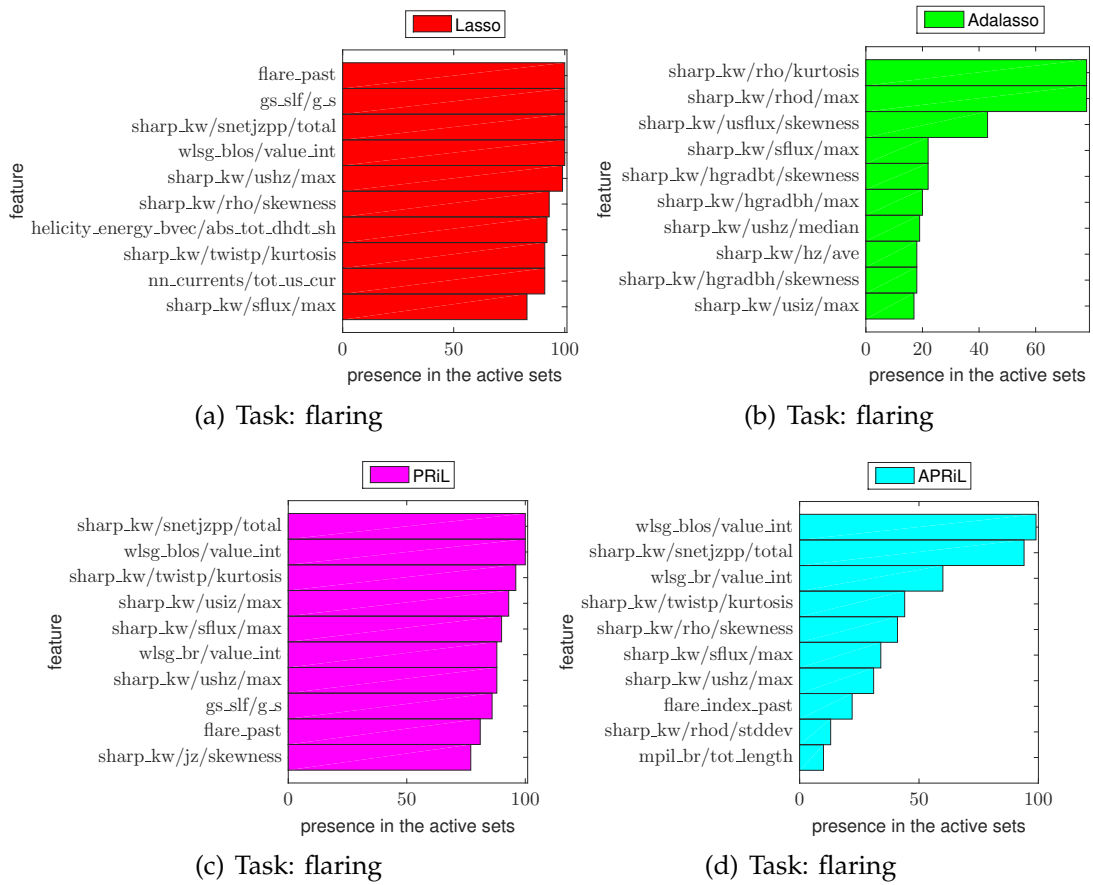 Lasso
feature
flare_past
gs_slf/g_s
sharp_kw/snetjzpp/total
wlsg_blos/value_int
sharp_kw/ushz/max
sharp_kw/rho/skewness
helicity_energy_bvec/abs_tot_dhdt_sh
sharp_kw/twistp/kurtosis
nn_currents/tot_us_cur
sharp_kw/sflux/max
0 50 100
presence in the active sets
(a) Task: flaring
Adalasso
feature
sharp_kw/rho/kurtosis
sharp_kw/rhod/max
sharp_kw/usflux/skewness
sharp_kw/sflux/max
sharp_kw/hgradbt/skewness
sharp_kw/hgradbh/max
sharp_kw/ushz/median
sharp_kw/hz/ave
sharp_kw/hgradbh/skewness
sharp_kw/usiz/max
0 20 40 60
presence in the active sets
(b) Task: flaring
PRiL
feature
sharp_kw/snetjzpp/total
wlsg_blos/value_int
sharp_kw/twistp/kurtosis
sharp_kw/usiz/max
sharp_kw/sflux/max
wlsg_br/value_int
sharp_kw/ushz/max
gs_slf/g_s
flare_past
sharp_kw/jz/skewness
0 50 100
presence in the active sets
(c) Task: flaring
APRiL
feature
wlsg_blos/value_int
sharp_kw/snetjzpp/total
wlsg_br/value_int
sharp_kw/twistp/kurtosis
sharp_kw/rho/skewness
sharp_kw/sflux/max
sharp_kw/ushz/max
flare_index_past
sharp_kw/rhod/stddev
mpil_br/tot_length
0 50 100
presence in the active sets
(d) Task: flaring